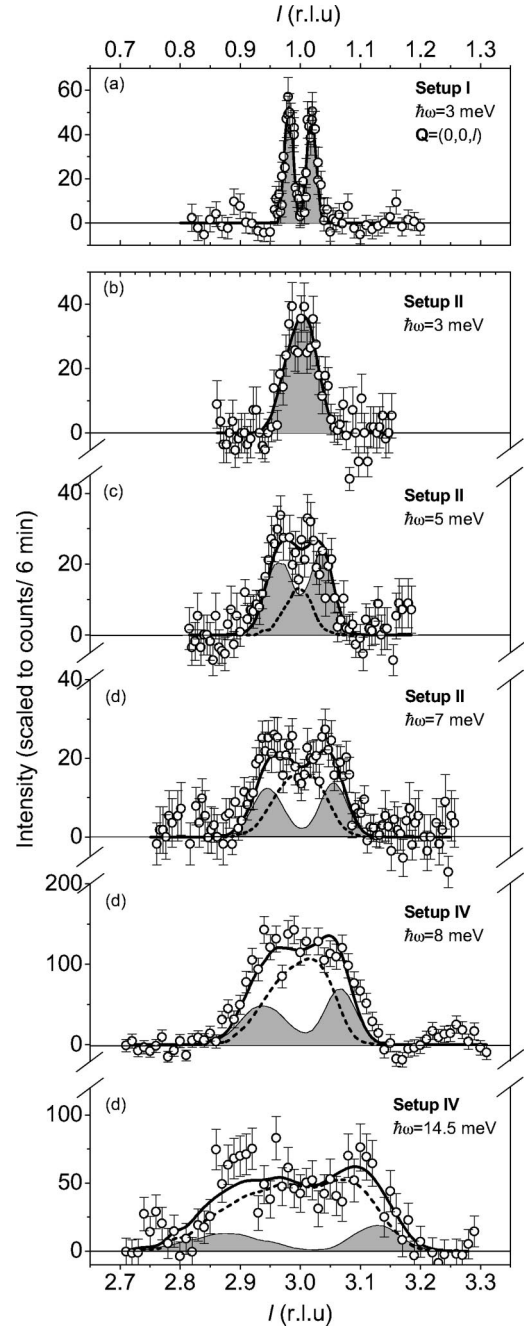 l (r.l.u)
0.7 0.8 0.9 1.0 1.1 1.2 1.3
(a)
Setup I
ℏω=3 meV
Q=(0,0,l)
60
40
20
0
(b)
Setup II
ℏω=3 meV
40
20
0
(c)
Setup II
ℏω=5 meV
40
20
0
(d)
Setup II
ℏω=7 meV
40
20
0
(d)
Setup IV
ℏω=8 meV
200
100
0
(d)
Setup IV
ℏω=14.5 meV
100
50
0
Intensity (scaled to counts/ 6 min)
2.7 2.8 2.9 3.0 3.1 3.2 3.3
l (r.l.u)